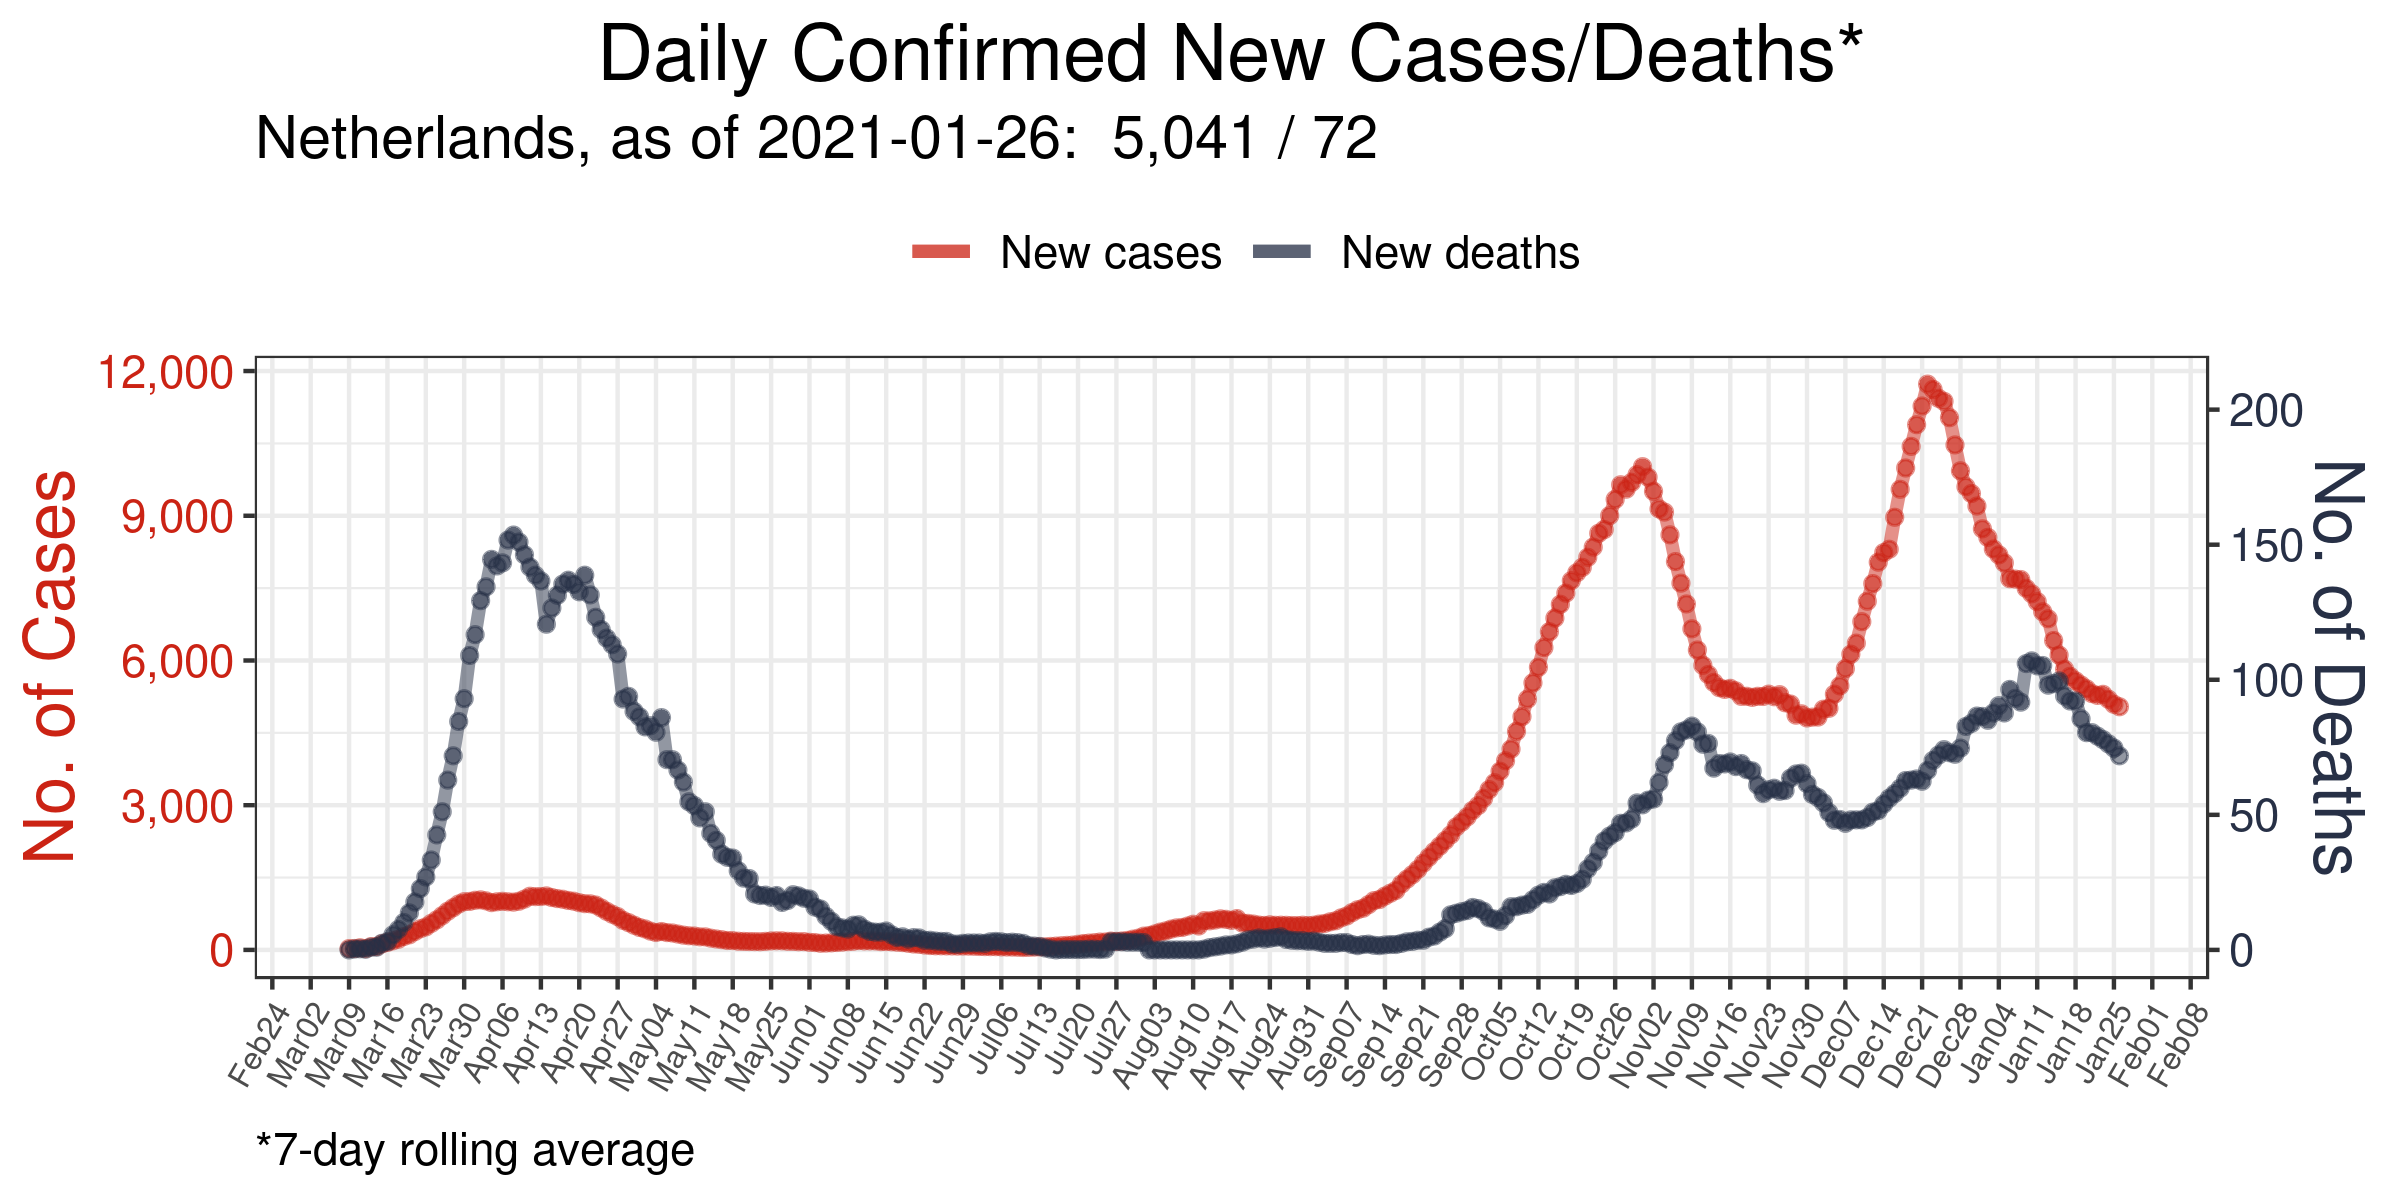 Daily Confirmed New Cases/Deaths*
Netherlands, as of 2021-01-26:  5,041 / 72
New cases
New deaths
No. of Cases
12,000
9,000
6,000
3,000
0
200
150
100
50
0
No. of Deaths
Feb24
Mar02
Mar09
Mar16
Mar23
Mar30
Apr06
Apr13
Apr20
Apr27
May04
May11
May18
May25
Jun01
Jun08
Jun15
Jun22
Jun29
Jul06
Jul13
Jul20
Jul27
Aug03
Aug10
Aug17
Aug24
Aug31
Sep07
Sep14
Sep21
Sep28
Oct05
Oct12
Oct19
Oct26
Nov02
Nov09
Nov16
Nov23
Nov30
Dec07
Dec14
Dec21
Dec28
Jan04
Jan11
Jan18
Jan25
Feb01
Feb08
*7-day rolling average